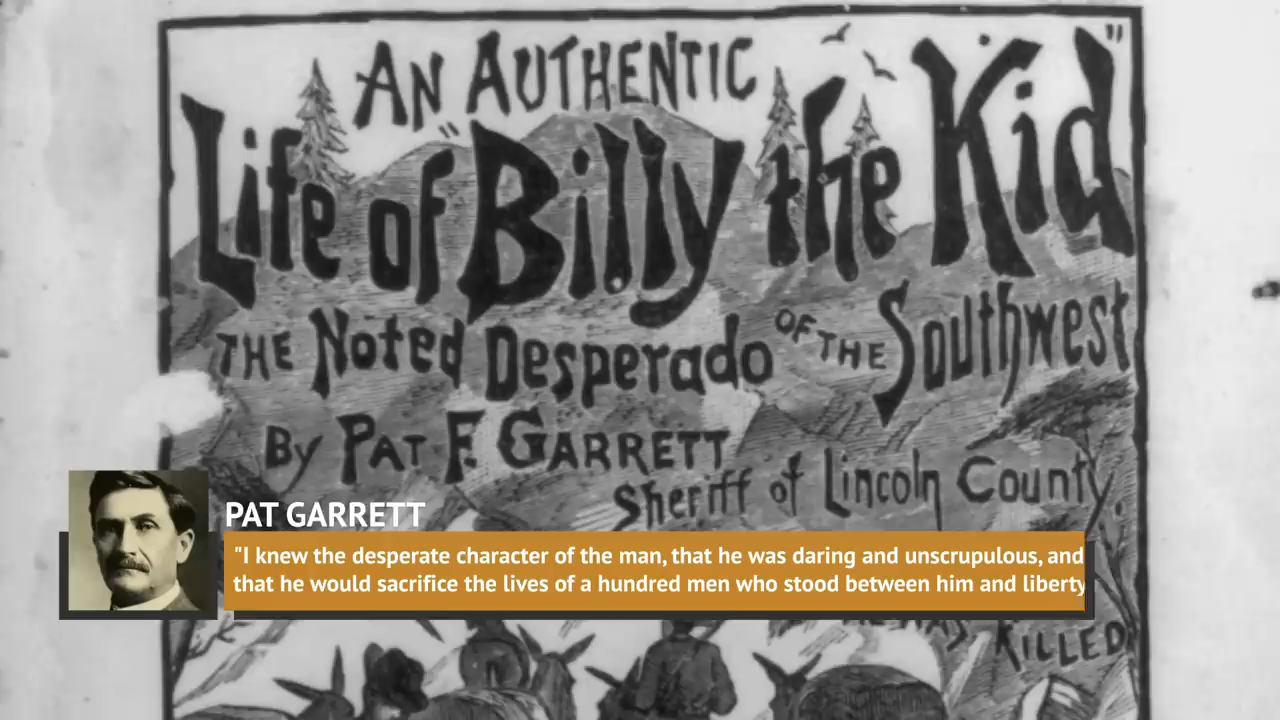 AN AUTHENTIC
Life of "Billy the Kid"
THE Noted Desperado OF THE Southwest
By PAT F. GARRETT
Sheriff of Lincoln County
PAT GARRETT
"I knew the desperate character of the man, that he was daring and unscrupulous, and
that he would sacrifice the lives of a hundred men who stood between him and liberty
WAS KILLED